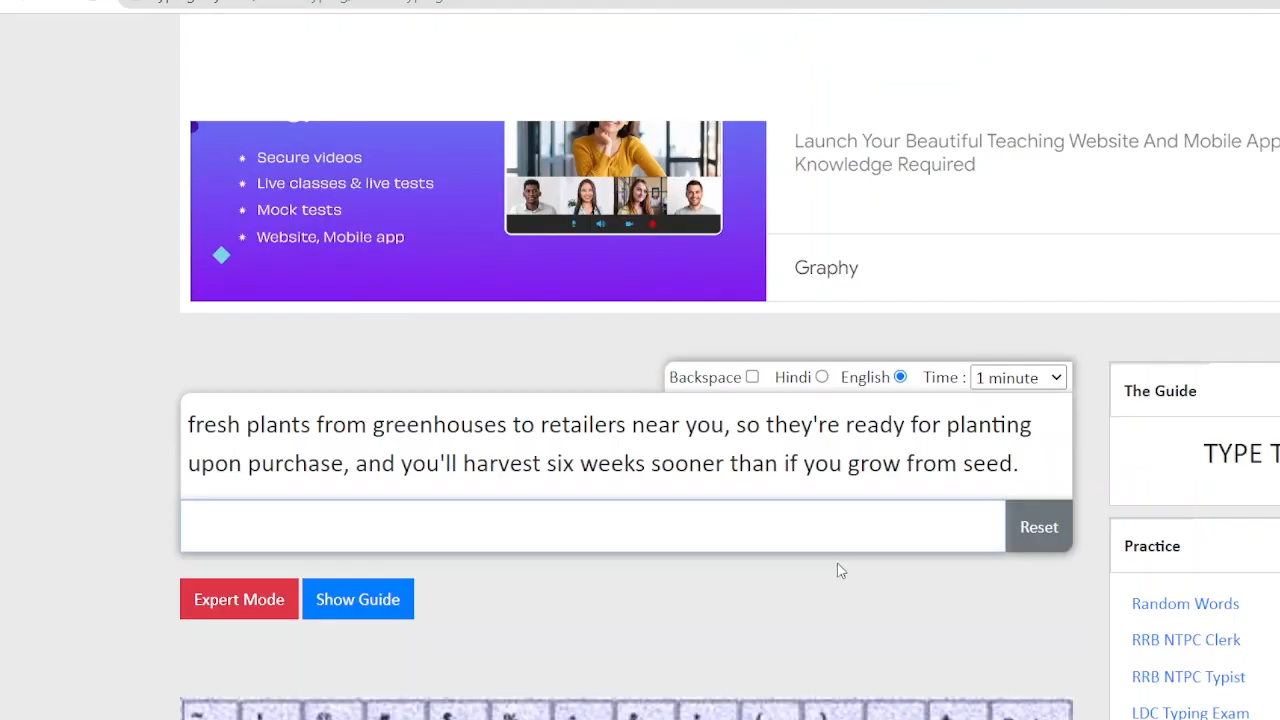 Secure videos
Live classes & live tests
Mock tests
Website, Mobile app
Launch Your Beautiful Teaching Website And Mobile App
Knowledge Required
Graphy
Backspace Hindi English Time : 1 minute
fresh plants from greenhouses to retailers near you, so they're ready for planting
upon purchase, and you'll harvest six weeks sooner than if you grow from seed.
Reset
Expert Mode Show Guide
The Guide
TYPE T
Practice
Random Words
RRB NTPC Clerk
RRB NTPC Typist
LDC Typing Exam